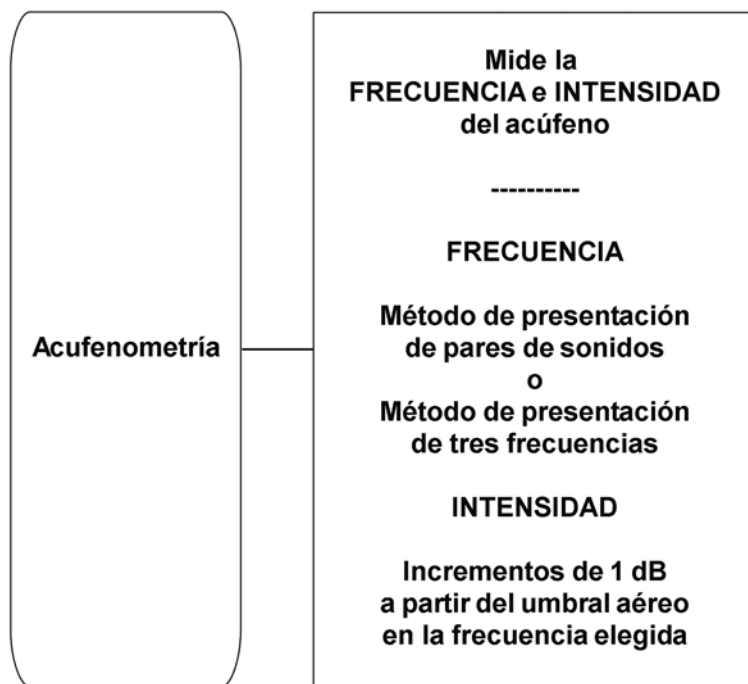 Acufenometría
Mide la
FRECUENCIA e INTENSIDAD
del acúfeno
----------
FRECUENCIA
Método de presentación
de pares de sonidos
o
Método de presentación
de tres frecuencias
INTENSIDAD
Incrementos de 1 dB
a partir del umbral aéreo
en la frecuencia elegida